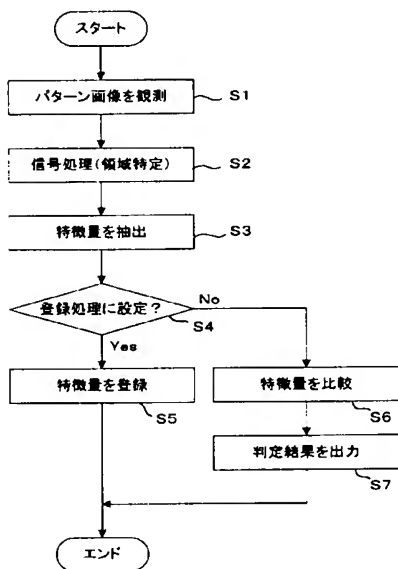 スタート
パターン画像を観測
S1
信号処理(領域特定)
S2
特徴量を抽出
S3
登録処理に設定?
No
S4
Yes
特徴量を登録
特徴量を比較
S5
S6
判定結果を出力
S7
エンド